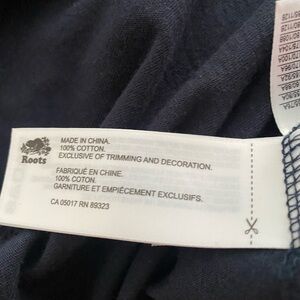 Roots
MADE IN CHINA.
100% COTTON.
EXCLUSIVE OF TRIMMING AND DECORATION.
FABRIQUÉ EN CHINE.
100% COTON.
GARNITURE ET EMPIÉCEMENT EXCLUSIFS.
CA 05017 RN 89323